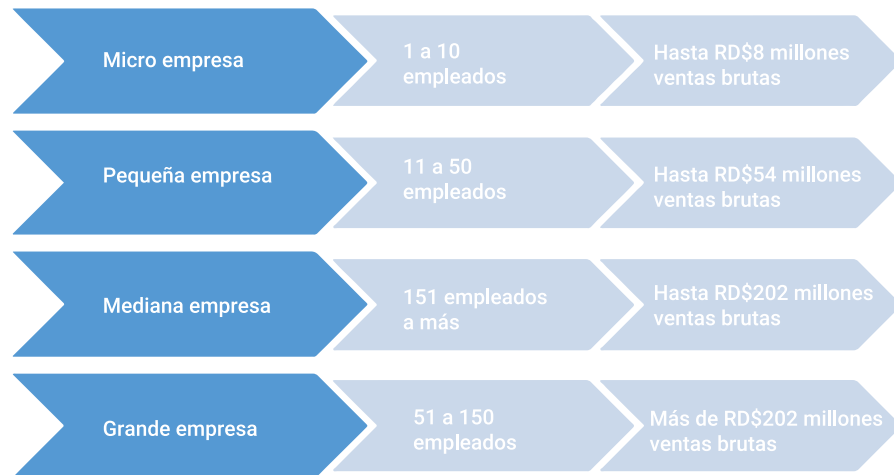 Micro empresa
1 a 10
empleados
Hasta RD$8 millones
ventas brutas
Pequeña empresa
11 a 50
empleados
Hasta RD$54 millones
ventas brutas
Mediana empresa
151 empleados
a más
Hasta RD$202 millones
ventas brutas
Grande empresa
51 a 150
empleados
Más de RD$202 millones
ventas brutas